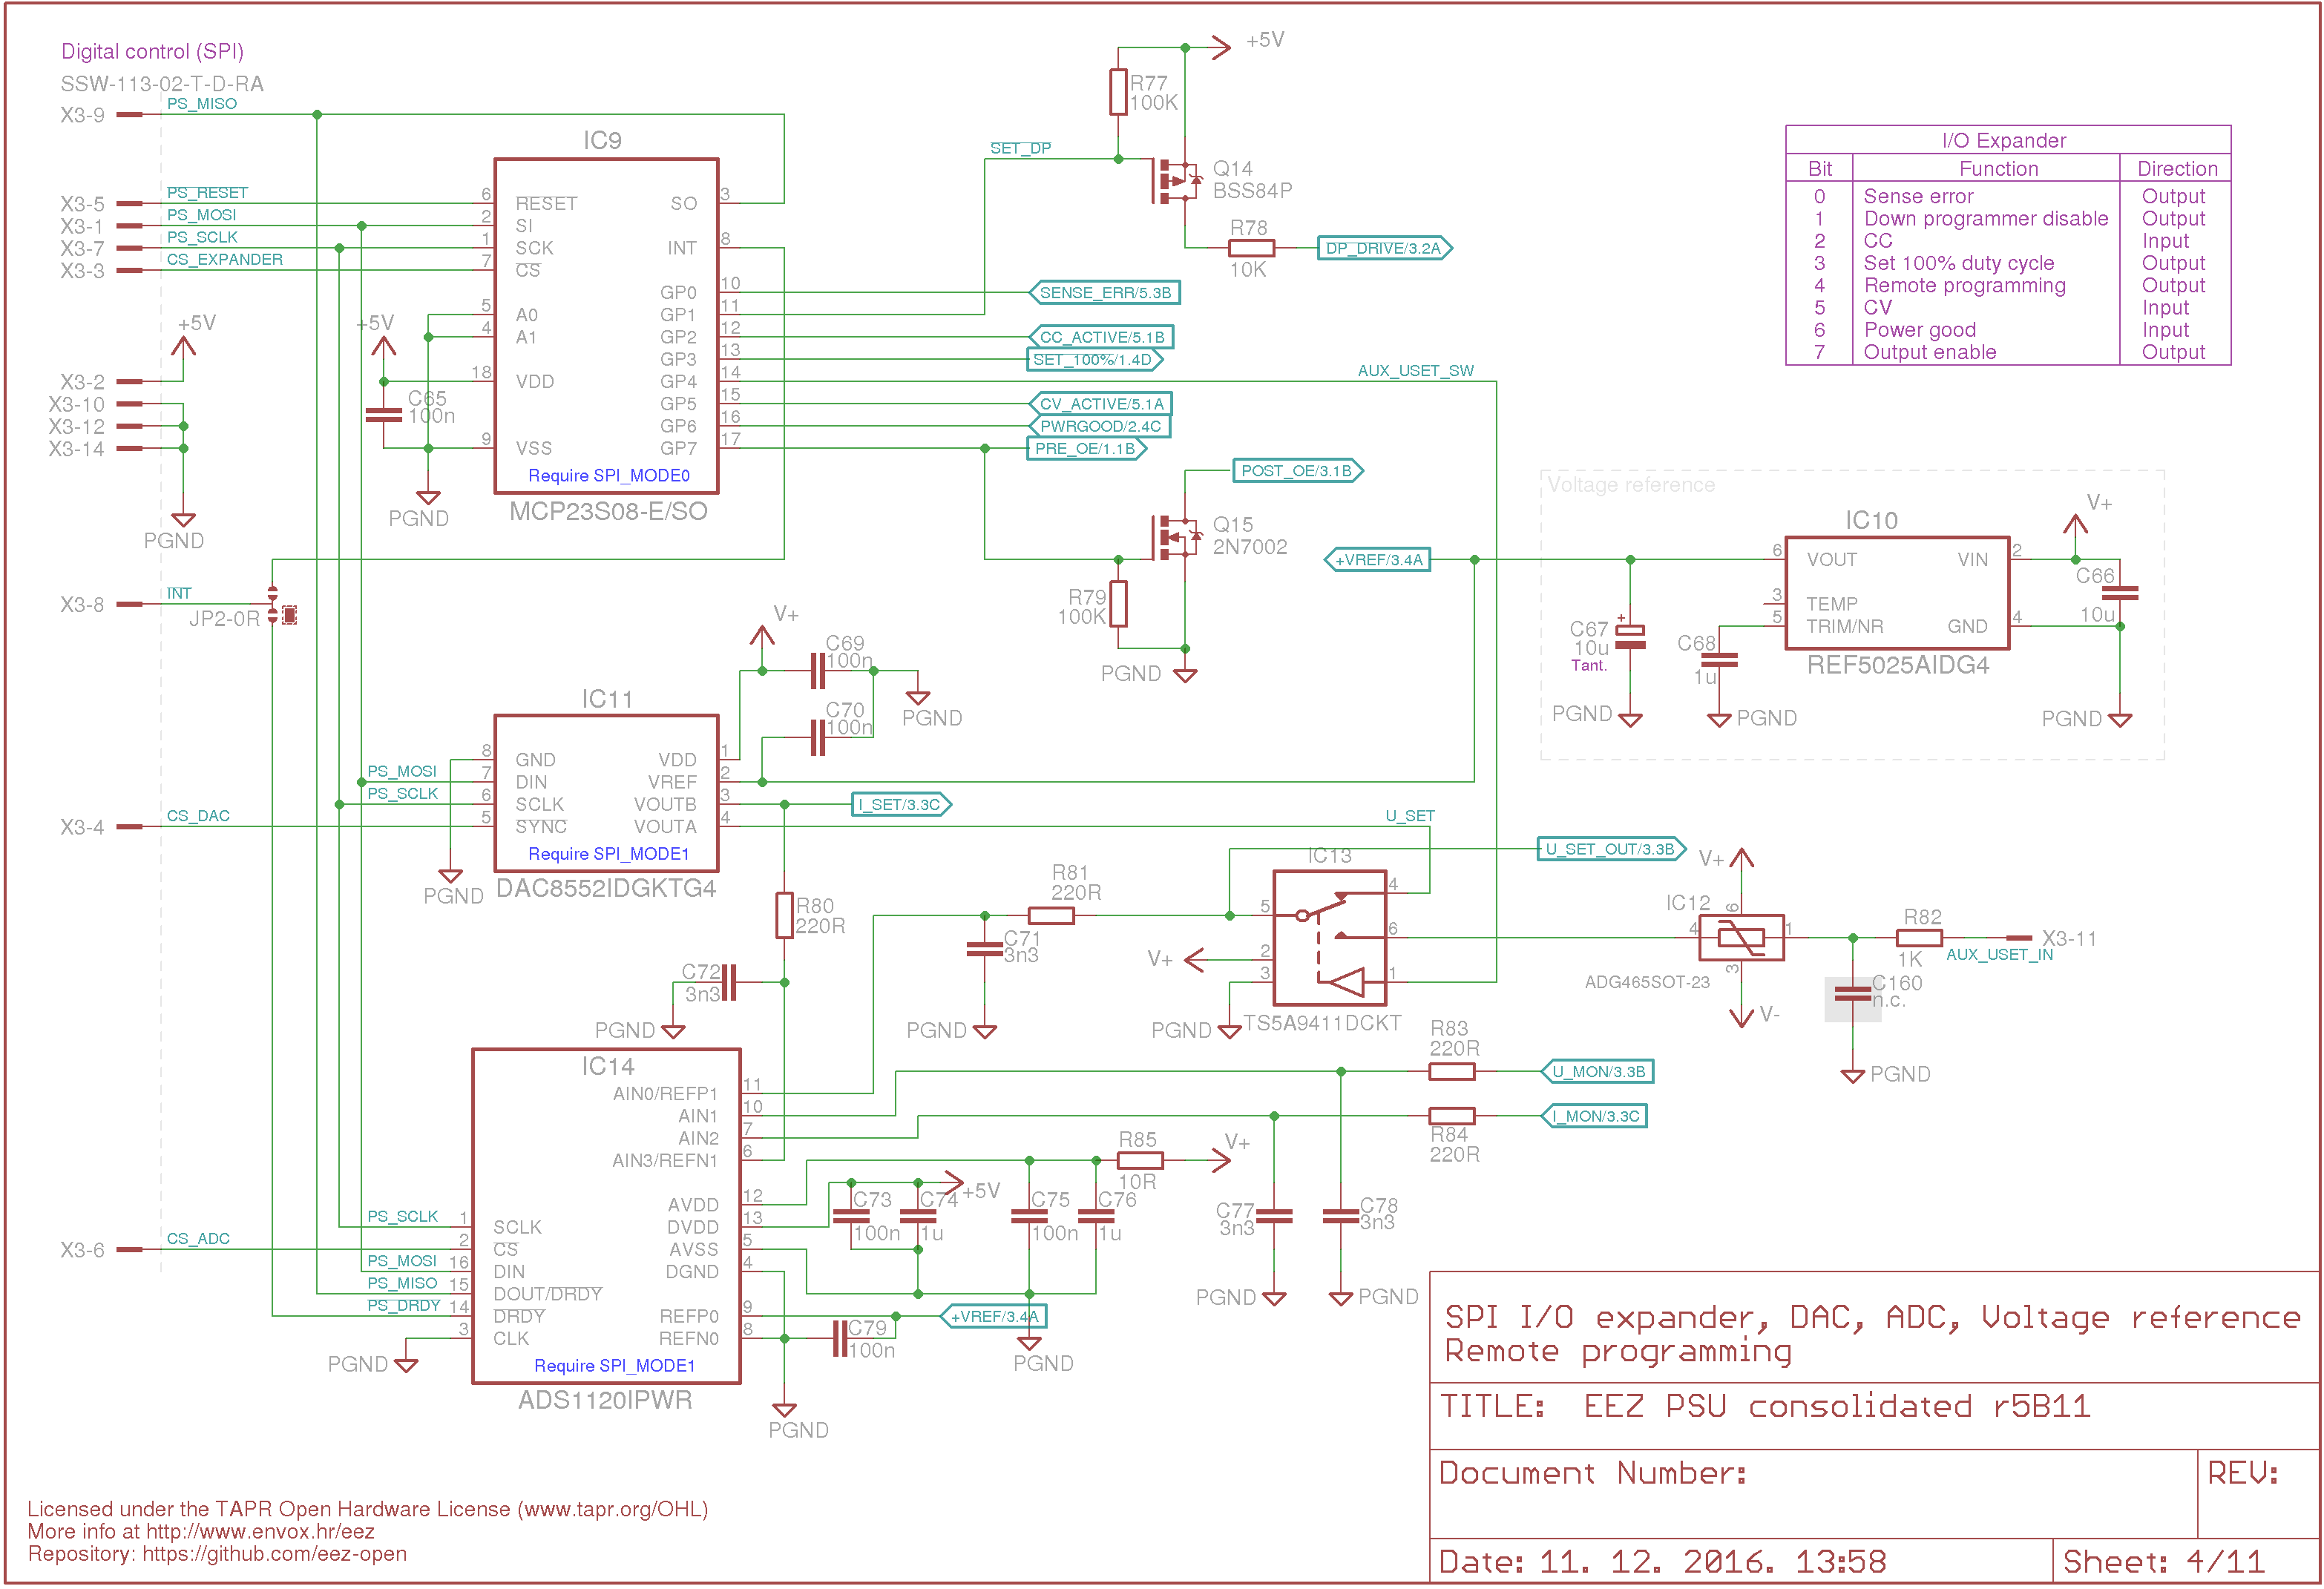 Digital control (SPI)
SSW-113-02-T-D-RA
X3-9
PS_MISO
X3-5
PS_RESET
X3-1
PS_MOSI
X3-7
PS_SCLK
X3-3
CS_EXPANDER
+5V
X3-2
X3-10
X3-12
X3-14
PGND
+5V
C65
100n
PGND
IC9
6 RESET
2 SI
1 SCK
7 CS
5 A0
4 A1
18 VDD
9 VSS
SO 3
INT 8
GP0 10
GP1 11
GP2 12
GP3 13
GP4 14
GP5 15
GP6 16
GP7 17
Require SPI_MODE0
MCP23S08-E/SO
SET_DP
R77
100K
+5V
Q14
BSS84P
R78
10K
DP_DRIVE/3.2A
SENSE_ERR/5.3B
CC_ACTIVE/5.1B
SET_100%/1.4D
AUX_USET_SW
CV_ACTIVE/5.1A
PWRGOOD/2.4C
PRE_OE/1.1B
POST_OE/3.1B
Q15
2N7002
R79
100K
PGND
I/O Expander
Bit Function Direction
0 Sense error Output
1 Down programmer disable Output
2 CC Input
3 Set 100% duty cycle Output
4 Remote programming Output
5 CV Input
6 Power good Input
7 Output enable Output
Voltage reference
+VREF/3.4A
IC10
6 VOUT
3 TEMP
5 TRIM/NR
VIN 2
GND 4
REF5025AIDG4
V+
C66
10u
C67
+
10u
Tant.
C68
1u
PGND
PGND
PGND
X3-8
INT
JP2-0R
V+
C69
100n
C70
100n
PGND
IC11
8 GND
7 DIN
6 SCLK
5 SYNC
VDD 1
VREF 2
VOUTB 3
VOUTA 4
Require SPI_MODE1
DAC8552IDGKTG4
PS_MOSI
PS_SCLK
X3-4
CS_DAC
PGND
I_SET/3.3C
U_SET
U_SET_OUT/3.3B
R80
220R
C72
3n3
PGND
R81
220R
C71
3n3
PGND
IC13
5
2
3
4
6
1
V+
PGND
TS5A9411DCKT
V+
IC12
4
6
1
3
ADG465SOT-23
V-
R82
1K
X3-11
AUX_USET_IN
C160
n.c.
PGND
IC14
AIN0/REFP1 11
AIN1 10
AIN2 7
AIN3/REFN1 6
AVDD 12
DVDD 13
AVSS 5
DGND 4
REFP0 9
REFN0 8
1 SCLK
2 CS
16 DIN
15 DOUT/DRDY
14 DRDY
3 CLK
Require SPI_MODE1
ADS1120IPWR
PS_SCLK
X3-6
CS_ADC
PS_MOSI
PS_MISO
PS_DRDY
PGND
R83
220R
U_MON/3.3B
R84
220R
I_MON/3.3C
R85
10R
V+
+5V
C73
100n
C74
1u
C75
100n
C76
1u
C77
3n3
C78
3n3
PGND
PGND
C79
100n
+VREF/3.4A
PGND
PGND
SPI I/O expander, DAC, ADC, Voltage reference
Remote programming
TITLE: EEZ PSU consolidated r5B11
Document Number:
REV:
Date: 11. 12. 2016. 13:58
Sheet: 4/11
Licensed under the TAPR Open Hardware License (www.tapr.org/OHL)
More info at http://www.envox.hr/eez
Repository: https://github.com/eez-open